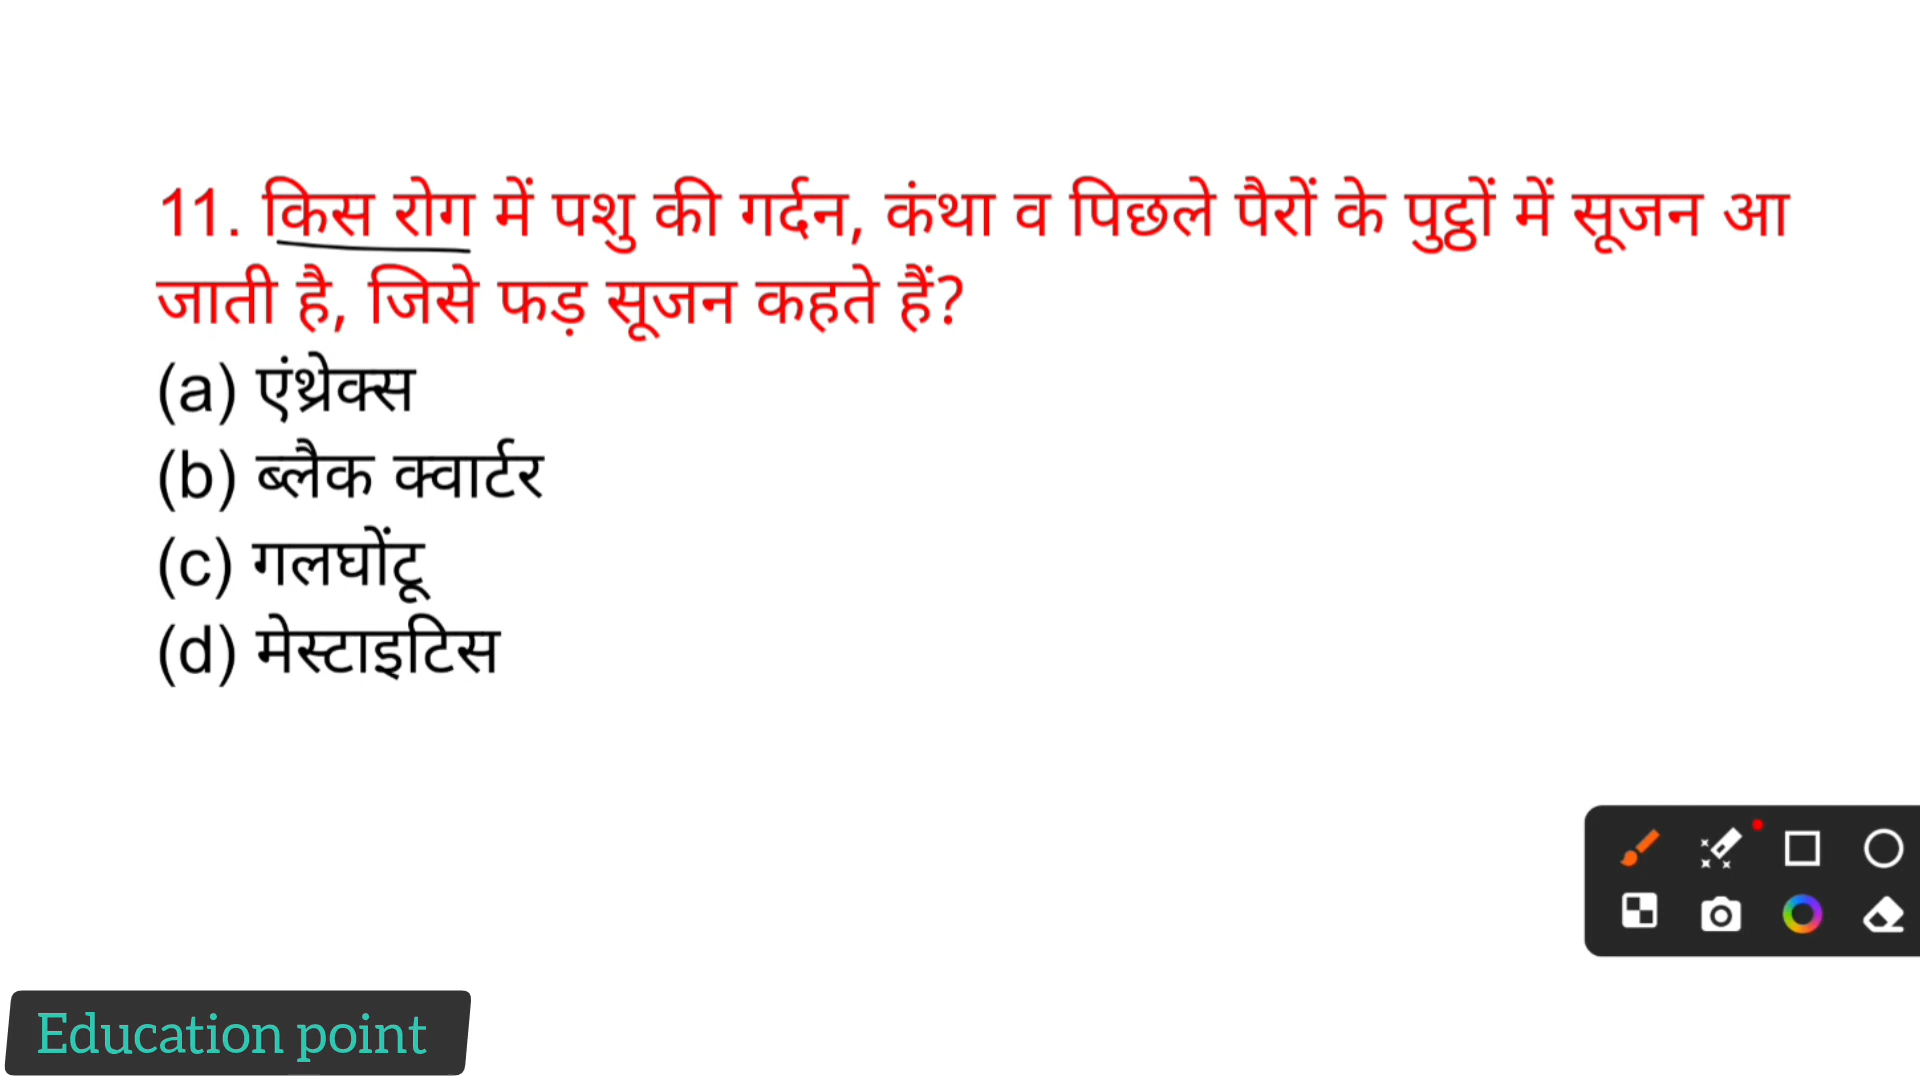 11. किस रोग में पशु की गर्दन, कंथा व पिछले पैरों के पुट्ठों में सूजन आ
जाती है, जिसे फड़ सूजन कहते हैं?
(a) एंथ्रेक्स
(b) ब्लैक क्वार्टर
(c) गलघोंटू
(d) मेस्टाइटिस
Education point